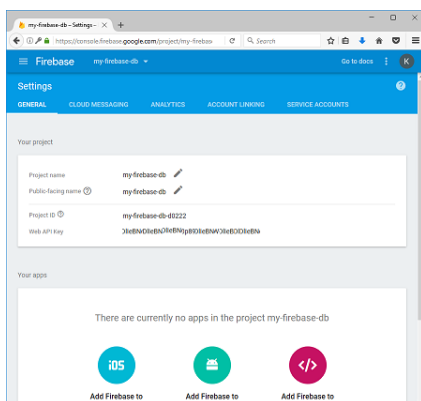 my-firebase-db - Settings -
https://console.firebase.google.com/project/my-firebas
Search
Firebase
my-firebase-db
Go to docs
K
Settings
GENERAL
CLOUD MESSAGING
ANALYTICS
ACCOUNT LINKING
SERVICE ACCOUNTS
Your project
Project name
my-firebase-db
Public-facing name
my-firebase-db
Project ID
my-firebase-db-d0222
Web API Key
Your apps
There are currently no apps in the project my-firebase-db
iOS
</>
Add Firebase to
Add Firebase to
Add Firebase to